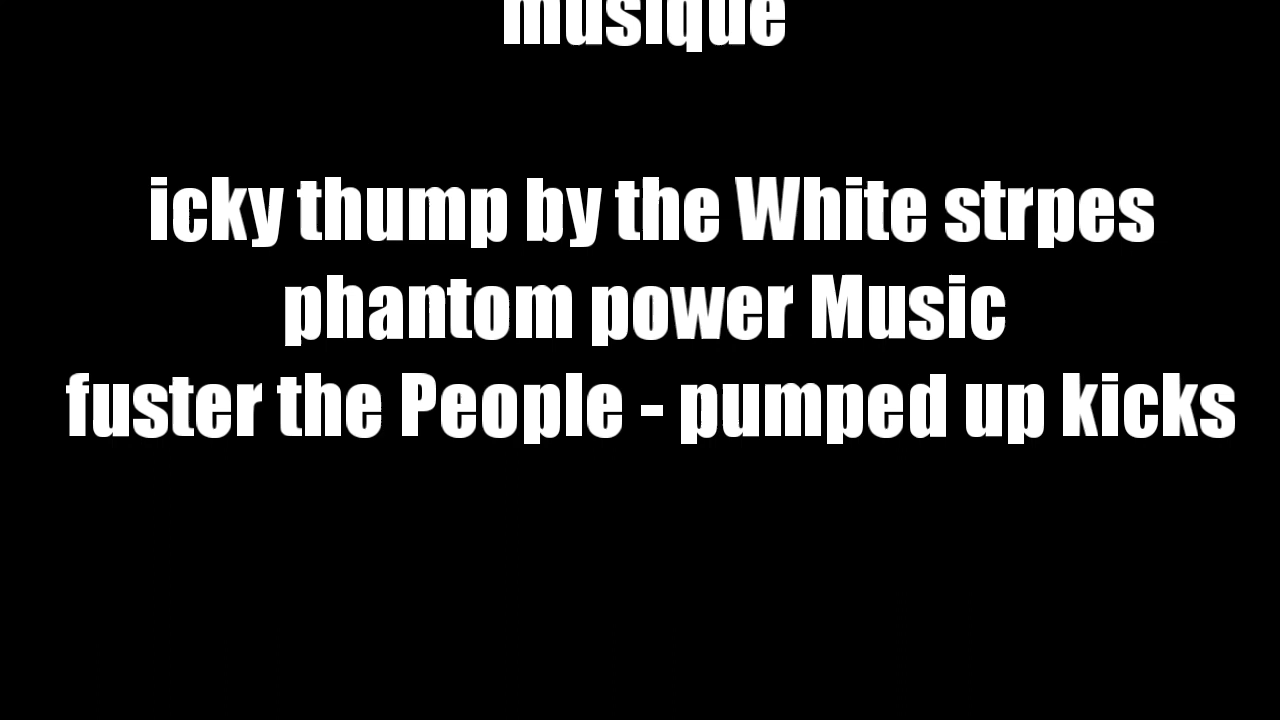 musique
icky thump by the White strpes
phantom power Music
fuster the People - pumped up kicks